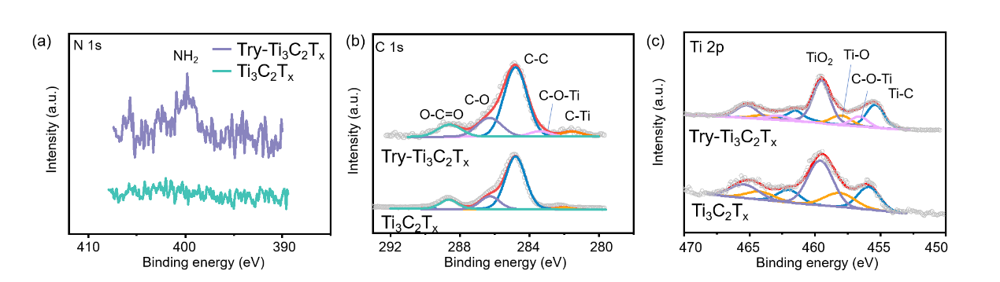 (a)
N 1s
NH₂
Try-Ti₃C₂Tₓ
Ti₃C₂Tₓ
Intensity (a.u.)
410
400
390
Binding energy (eV)
(b)
C 1s
C-C
C-O
C-O-Ti
O-C=O
C-Ti
Try-Ti₃C₂Tₓ
Ti₃C₂Tₓ
Intensity (a.u.)
292
288
284
280
Binding energy (eV)
(c)
Ti 2p
TiO₂
Ti-O
C-O-Ti
Ti-C
Try-Ti₃C₂Tₓ
Ti₃C₂Tₓ
Intensity (a.u.)
470
465
460
455
450
Binding energy (eV)